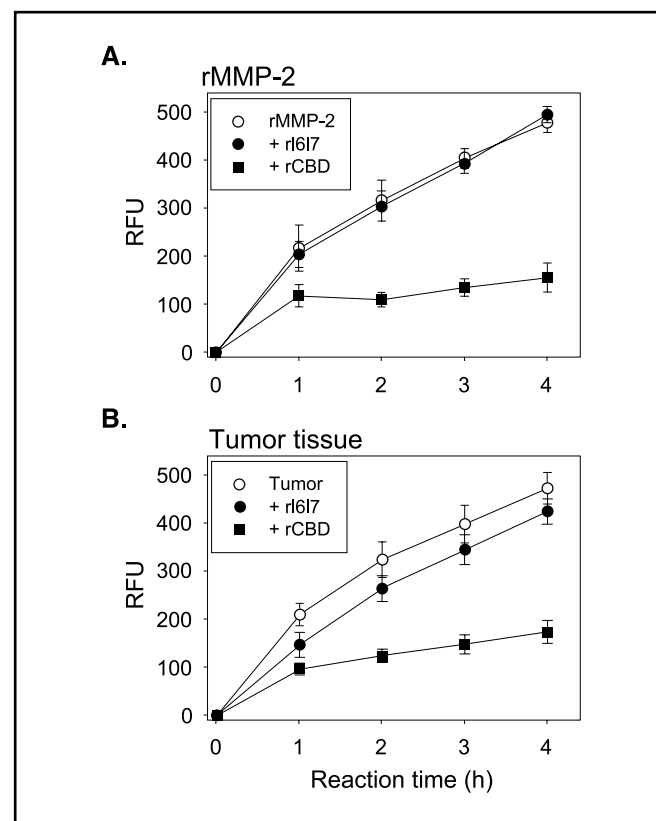 A.
rMMP-2
rMMP-2
+ rI6I7
+ rCBD
500
400
300
200
100
0
RFU
0 1 2 3 4
B.
Tumor tissue
Tumor
+ rI6I7
+ rCBD
500
400
300
200
100
0
RFU
0 1 2 3 4
Reaction time (h)